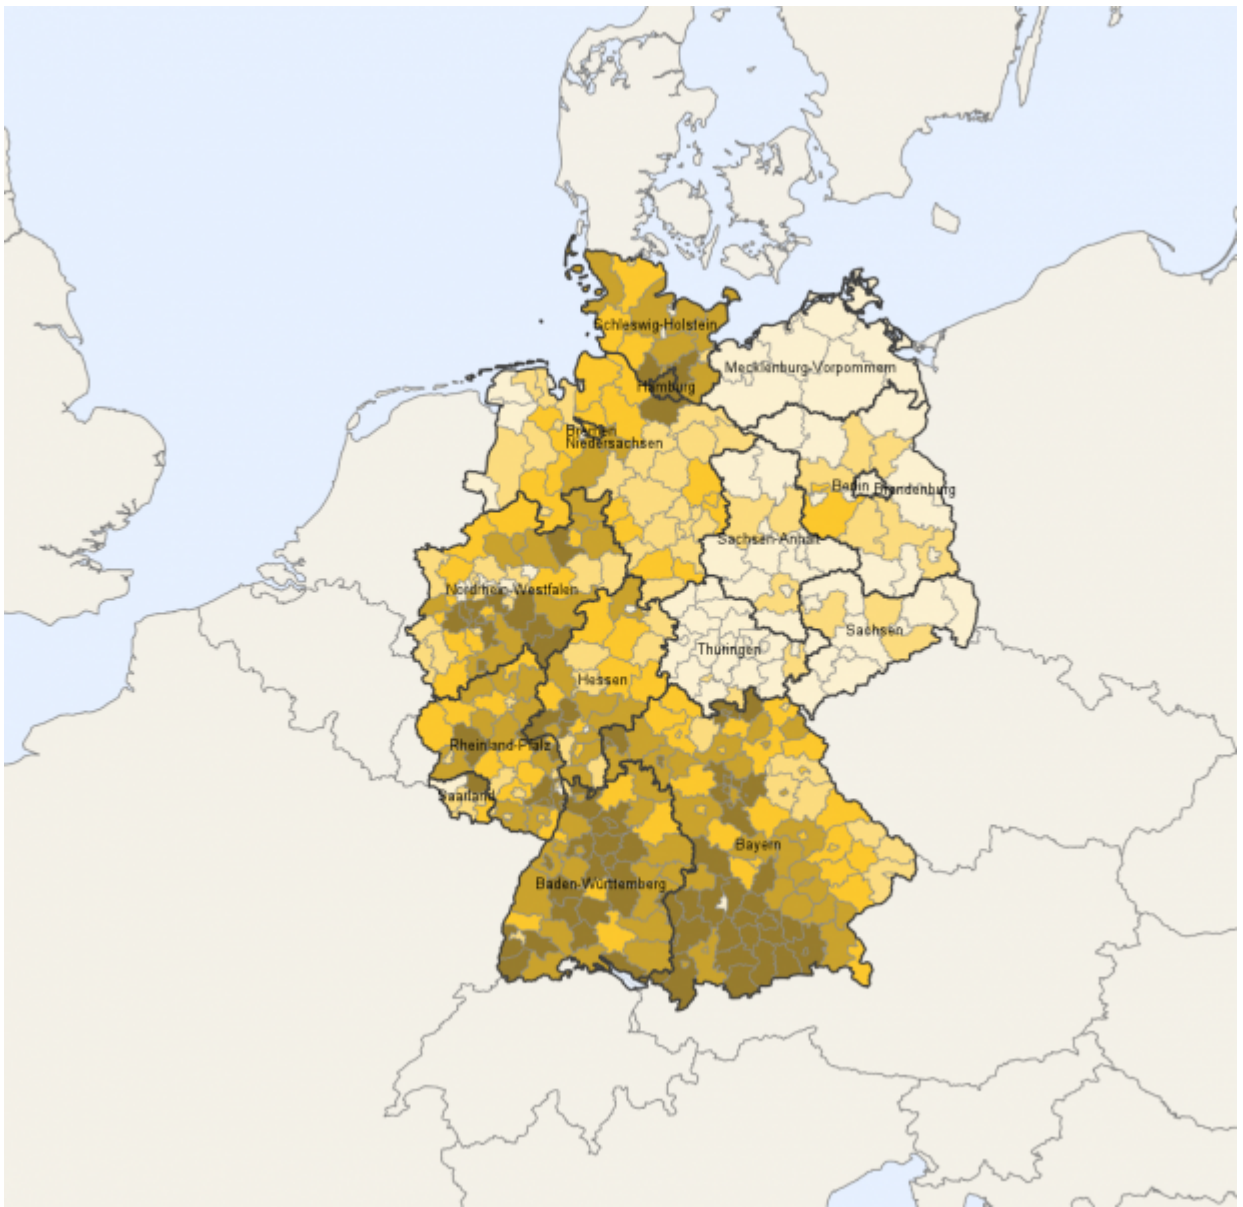 Schleswig-Holstein
Mecklenburg-Vorpommern
Hamburg
Bremen
Niedersachsen
Berlin
Brandenburg
Sachsen-Anhalt
Nordrhein-Westfalen
Sachsen
Thüringen
Hessen
Rheinland-Pfalz
Saarland
Bayern
Baden-Württemberg